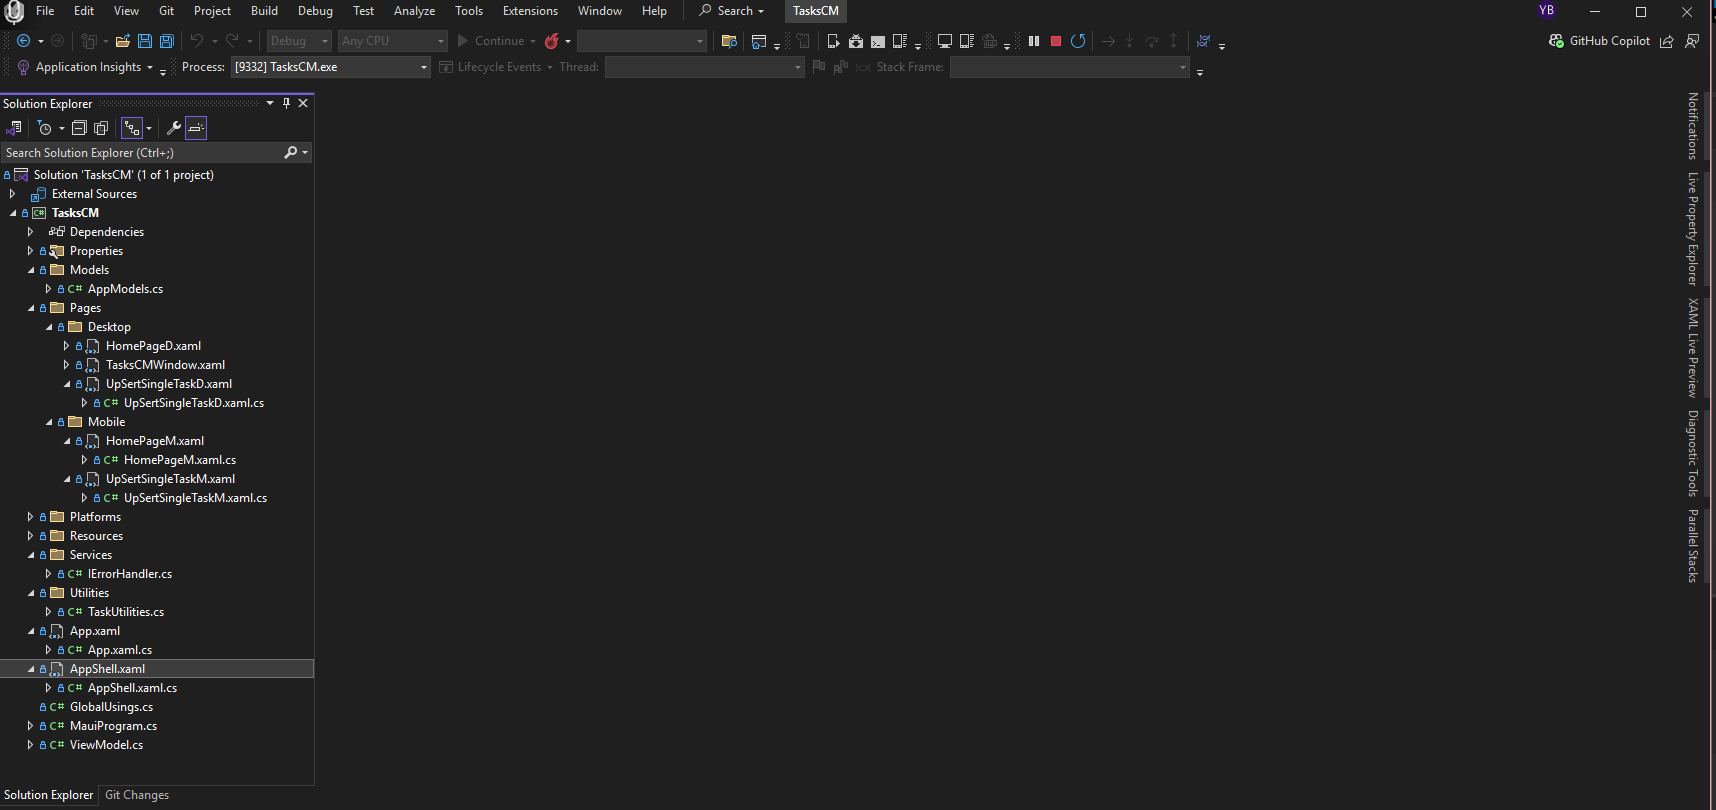 File Edit View Git Project Build Debug Test Analyze Tools Extensions Window Help Search TasksCM YB
Debug Any CPU Continue GitHub Copilot
Application Insights Process: [9332] TasksCM.exe Lifecycle Events Thread: Stack Frame:
Solution Explorer
Search Solution Explorer (Ctrl+;)
Solution 'TasksCM' (1 of 1 project)
External Sources
C# TasksCM
Dependencies
Properties
Models
C# AppModels.cs
Pages
Desktop
HomePageD.xaml
TasksCMWindow.xaml
UpSertSingleTaskD.xaml
C# UpSertSingleTaskD.xaml.cs
Mobile
HomePageM.xaml
C# HomePageM.xaml.cs
UpSertSingleTaskM.xaml
C# UpSertSingleTaskM.xaml.cs
Platforms
Resources
Services
C# IErrorHandler.cs
Utilities
C# TaskUtilities.cs
App.xaml
C# App.xaml.cs
AppShell.xaml
C# AppShell.xaml.cs
C# GlobalUsings.cs
C# MauiProgram.cs
C# ViewModel.cs
Solution Explorer Git Changes
Notifications
Live Property Explorer
XAML Live Preview
Diagnostic Tools
Parallel Stacks